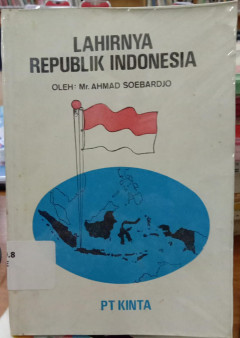 LAHIRNYA
REPUBLIK INDONESIA
OLEH: Mr. AHMAD SOEBARDJO
PT KINTA